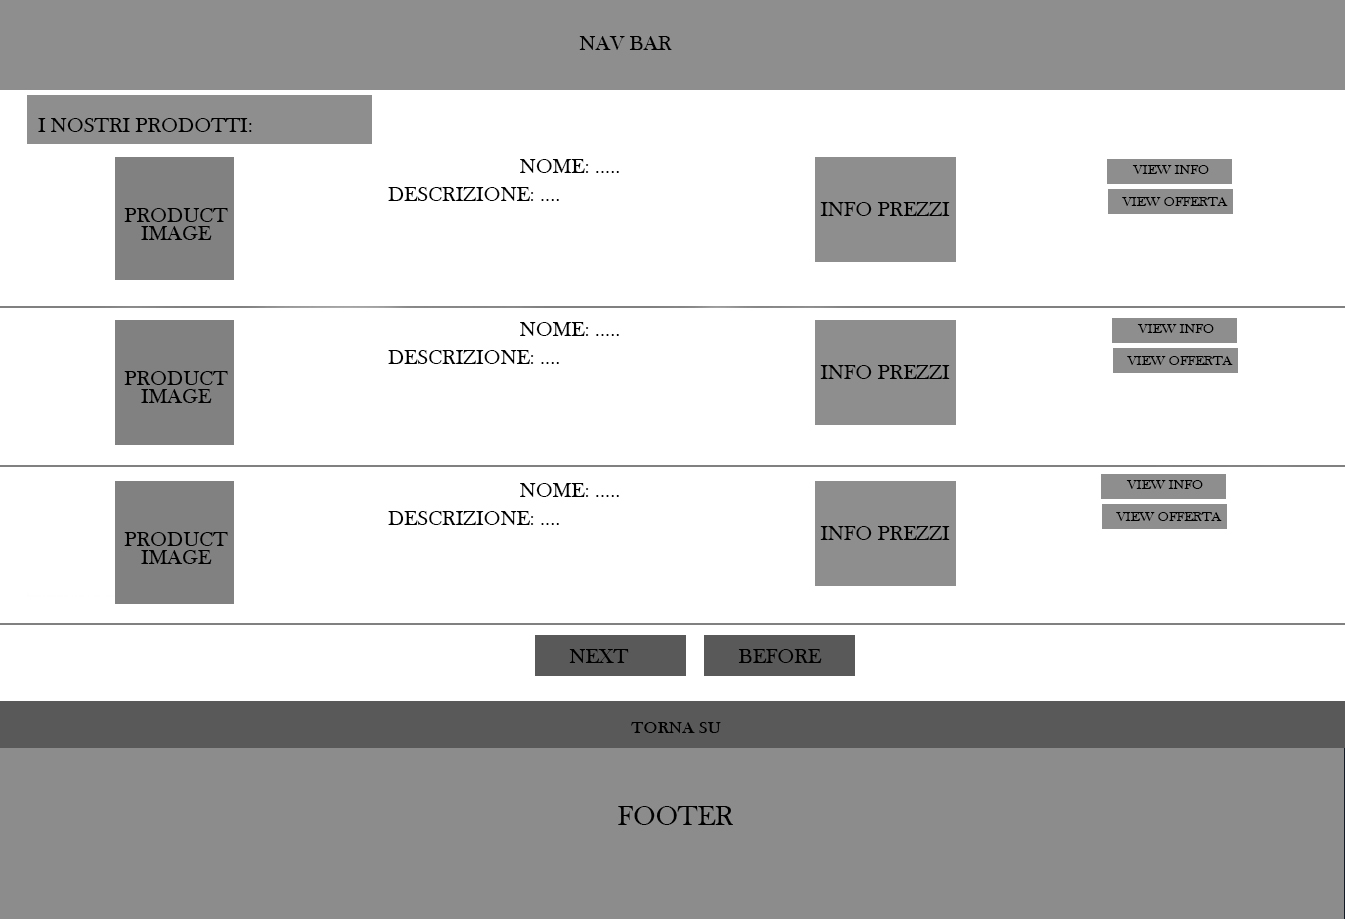 NAV BAR
I NOSTRI PRODOTTI:
PRODUCT
IMAGE
NOME: .....
DESCRIZIONE: ....
INFO PREZZI
VIEW INFO
VIEW OFFERTA
PRODUCT
IMAGE
NOME: .....
DESCRIZIONE: ....
INFO PREZZI
VIEW INFO
VIEW OFFERTA
PRODUCT
IMAGE
NOME: .....
DESCRIZIONE: ....
INFO PREZZI
VIEW INFO
VIEW OFFERTA
NEXT
BEFORE
TORNA SU
FOOTER